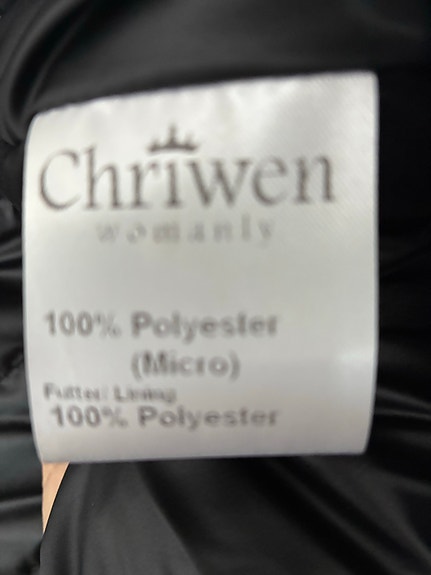 Chriwen
womanly
100% Polyester
(Micro)
Futter: Lining
100% Polyester